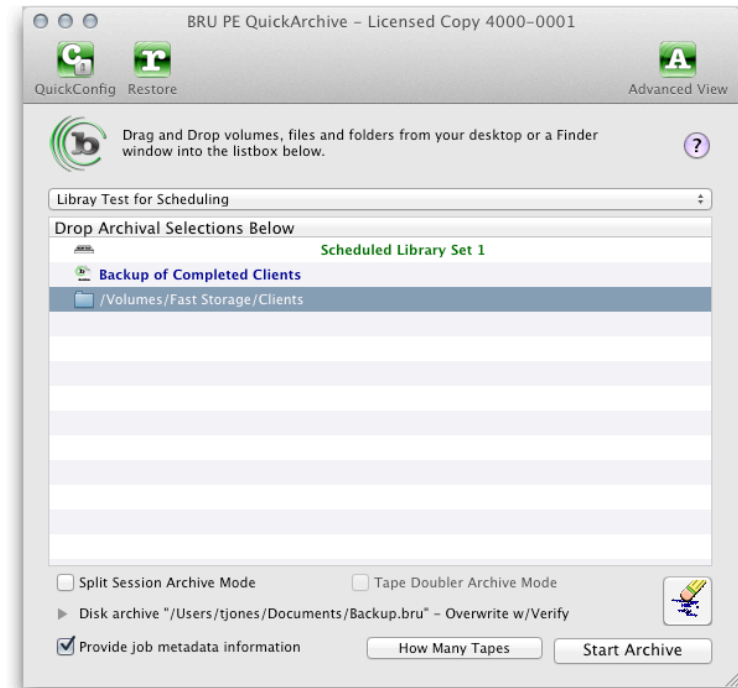 BRU PE QuickArchive – Licensed Copy 4000-0001
QuickConfig Restore Advanced View
Drag and Drop volumes, files and folders from your desktop or a Finder
window into the listbox below.
?
Libray Test for Scheduling
Drop Archival Selections Below
Scheduled Library Set 1
Backup of Completed Clients
/Volumes/Fast Storage/Clients
Split Session Archive Mode Tape Doubler Archive Mode
Disk archive "/Users/tjones/Documents/Backup.bru" – Overwrite w/Verify
Provide job metadata information How Many Tapes Start Archive